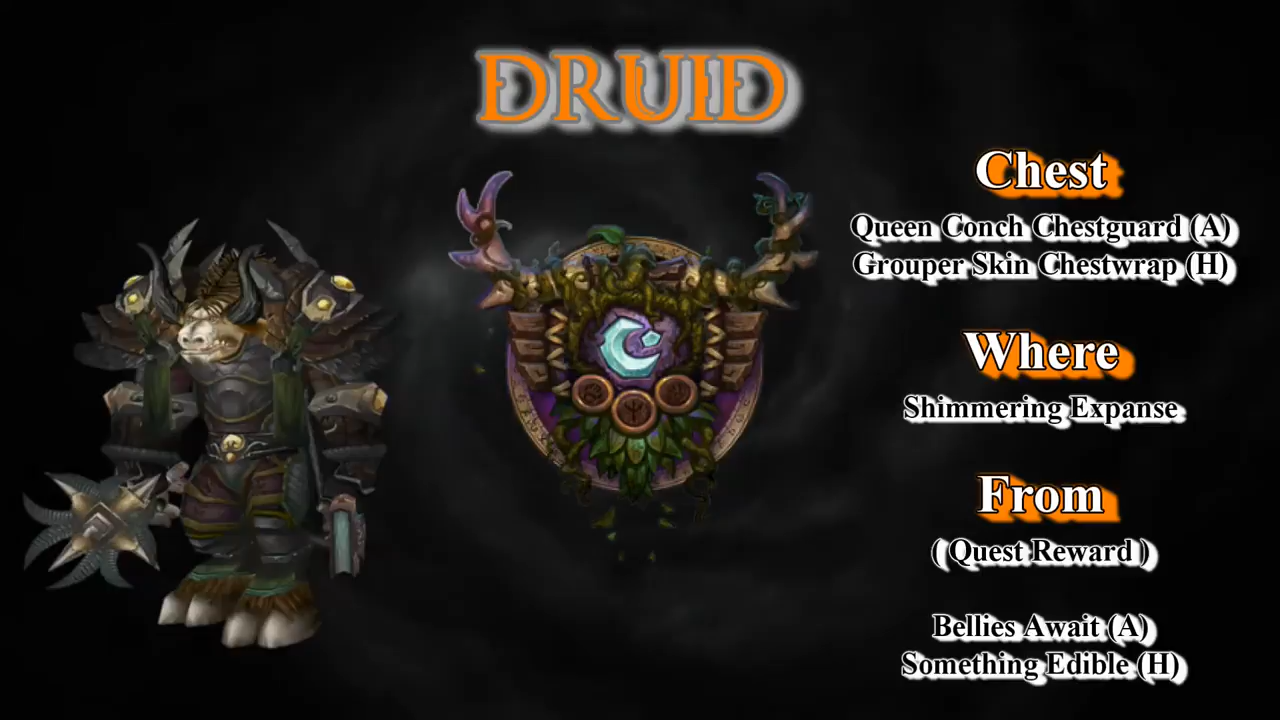 DRUID
Chest
Queen Conch Chestguard (A)
Grouper Skin Chestwrap (H)
Where
Shimmering Expanse
From
( Quest Reward )
Bellies Await (A)
Something Edible (H)